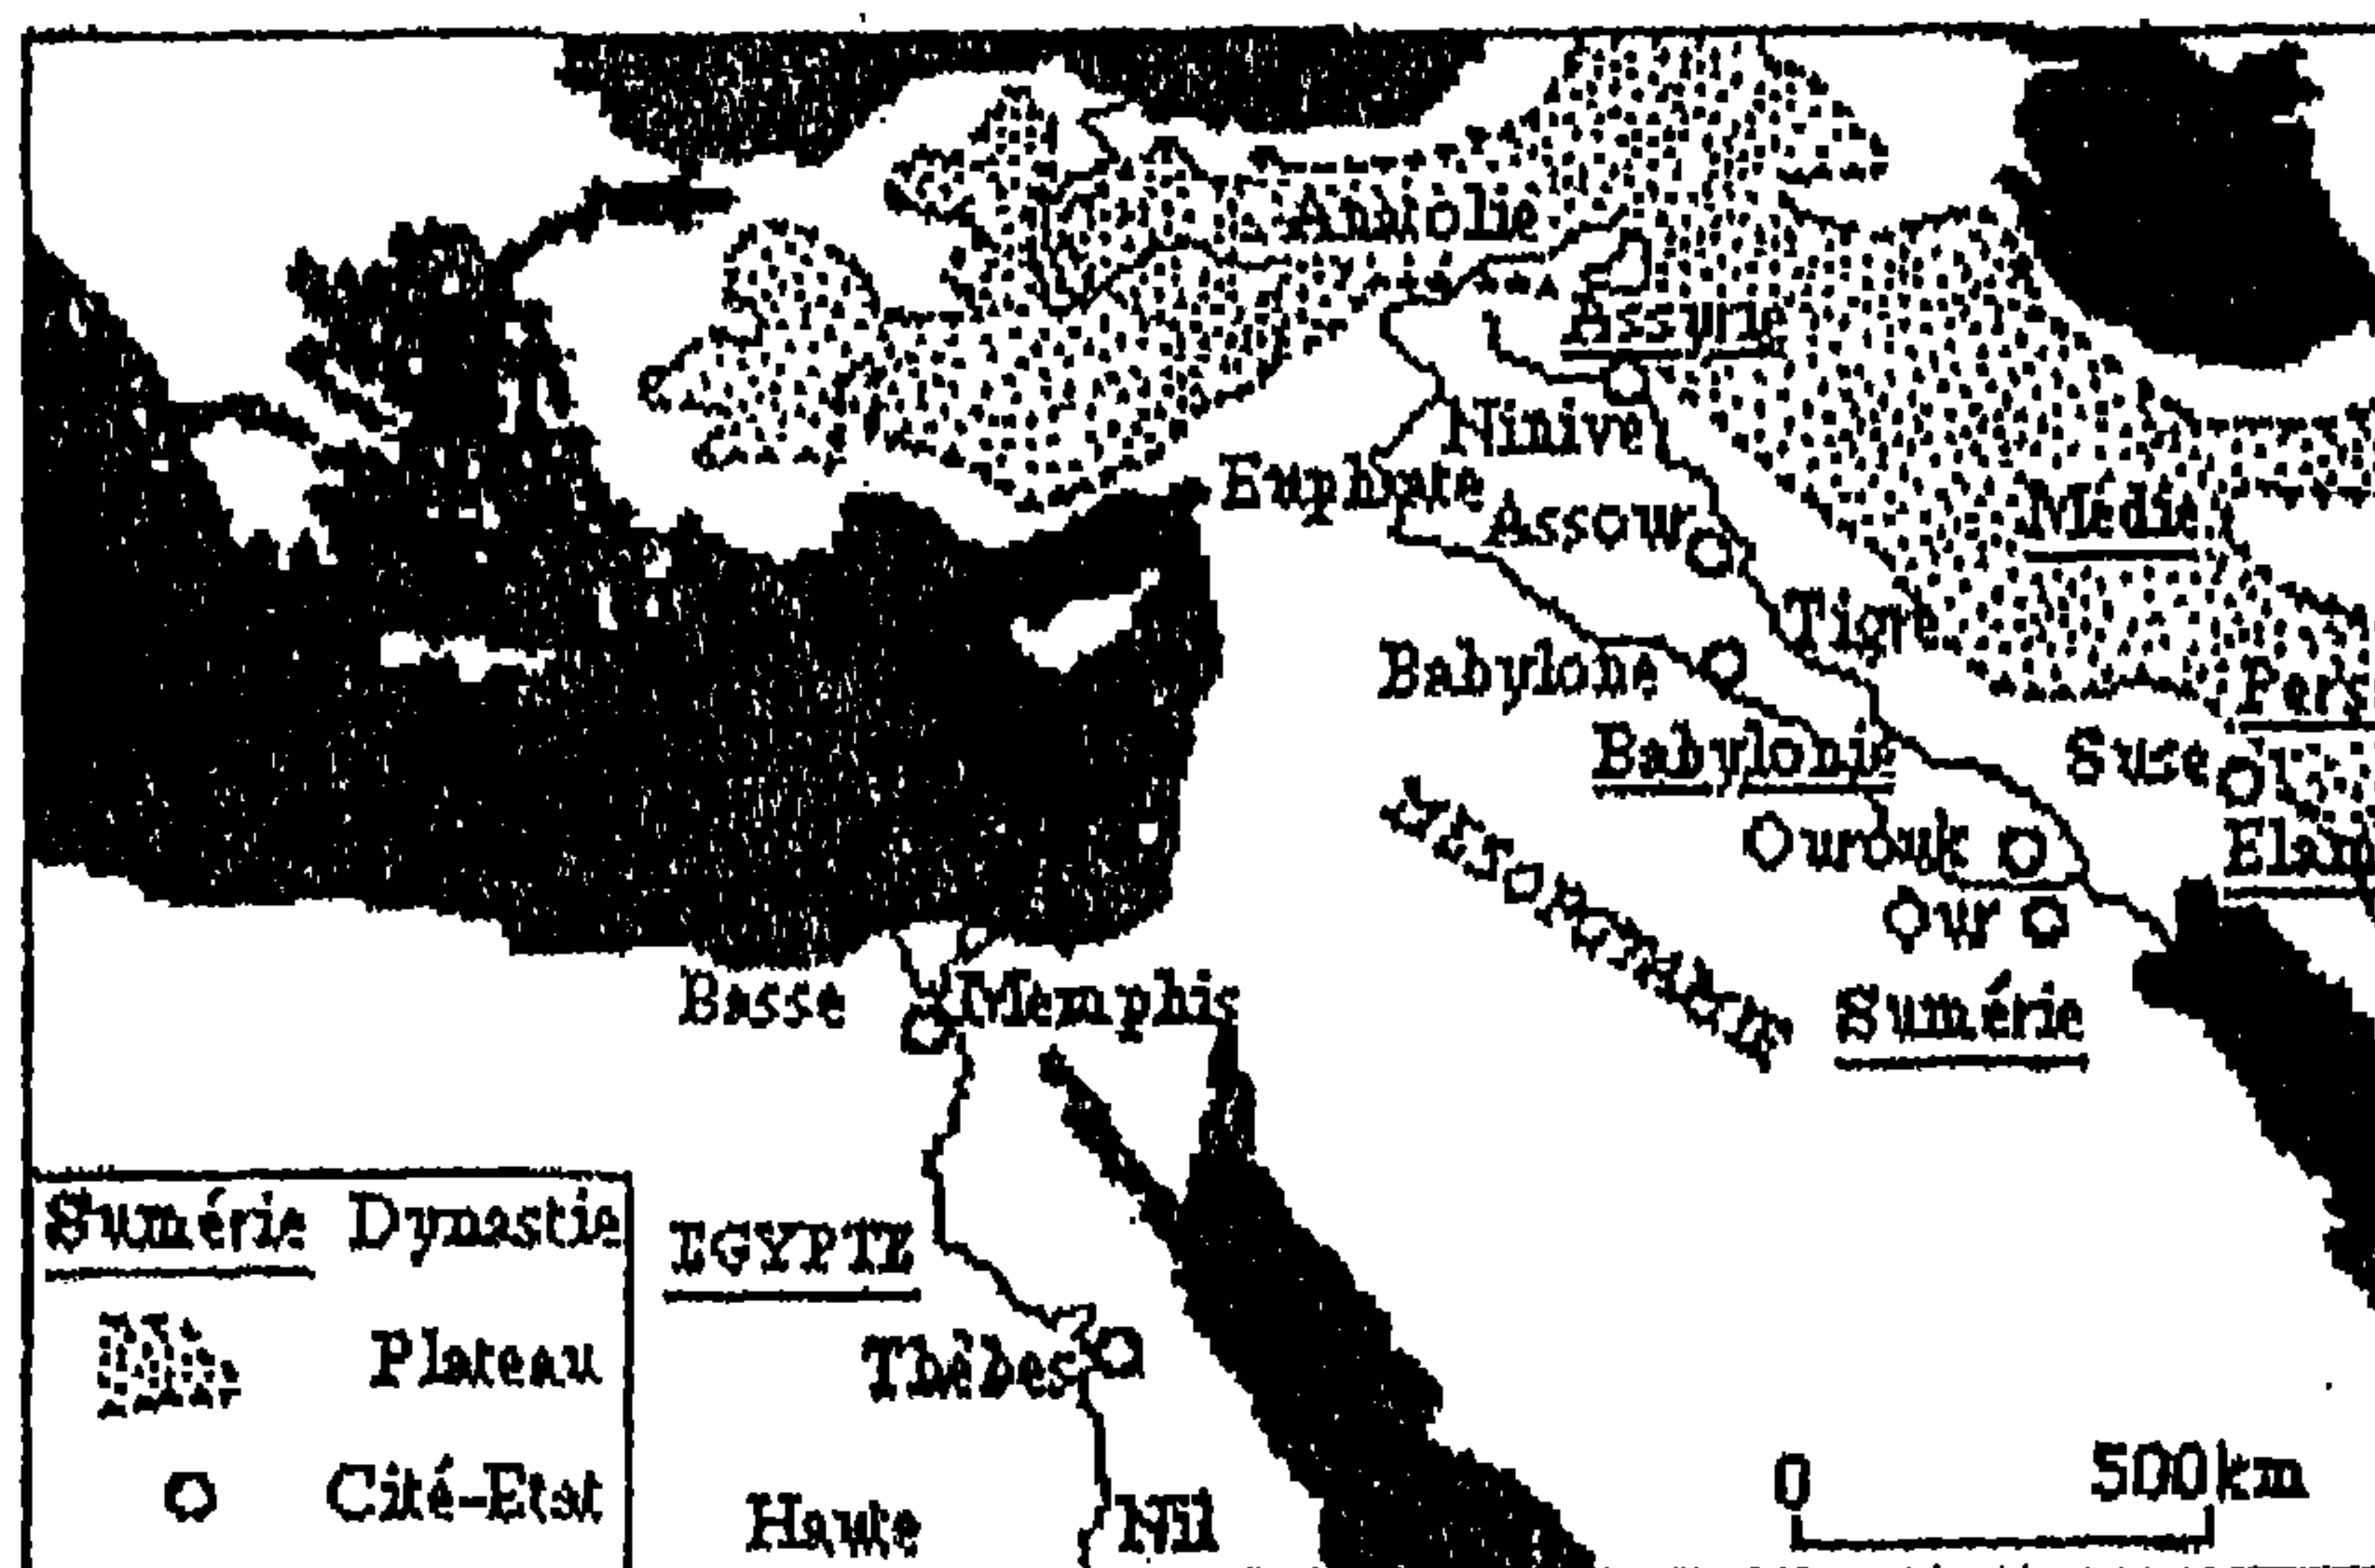 Anatolie
Assyrie
Ninive
Euphrate
Assour
Médie
Tigre
Babylone
Pers
Babylonie
Suse
Ourouk
Elam
Our
Mésopotamie
Sumérie
Basse
Memphis
EGYPTE
Thèbes
Haute
Nil
Sumérie Dynastie
Plateau
Cité-Etat
0 500km